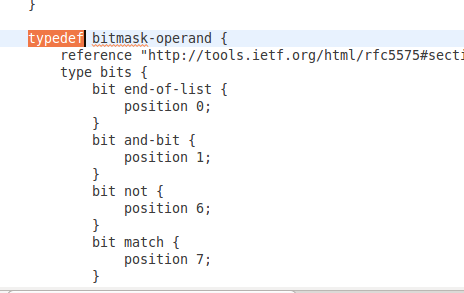 }
typedef bitmask-operand {
reference "http://tools.ietf.org/html/rfc5575#secti
type bits {
bit end-of-list {
position 0;
}
bit and-bit {
position 1;
}
bit not {
position 6;
}
bit match {
position 7;
}